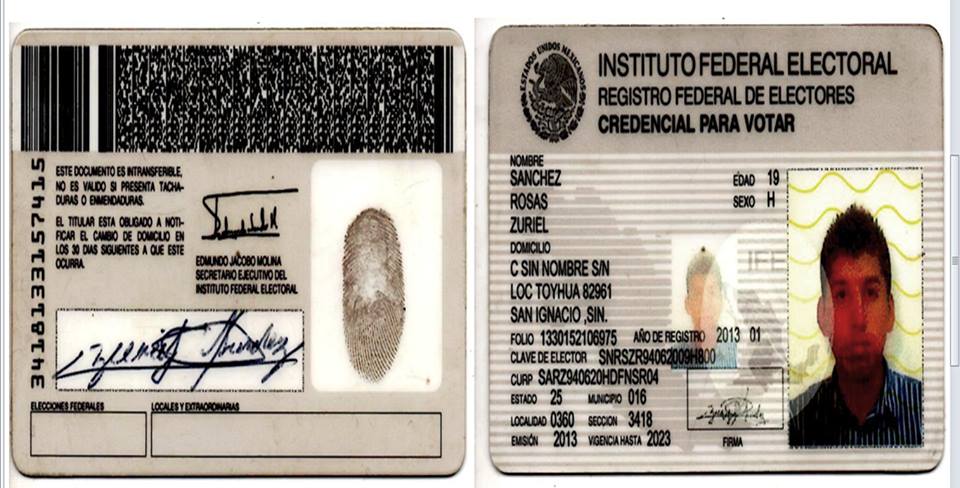 ESTE DOCUMENTO ES INTRANSFERIBLE,
NO ES VALIDO SI PRESENTA TACHA-
DURAS O ENMENDADURAS.
EL TITULAR ESTA OBLIGADO A NOTI-
FICAR EL CAMBIO DE DOMICILIO EN
LOS 30 DIAS SIGUIENTES A QUE ESTE
OCURRA.
EDMUNDO JACOBO MOLINA
SECRETARIO EJECUTIVO DEL
INSTITUTO FEDERAL ELECTORAL
3418133157415
ELECCIONES FEDERALES
LOCALES Y EXTRAORDINARIAS
ESTADOS UNIDOS MEXICANOS
INSTITUTO FEDERAL ELECTORAL
REGISTRO FEDERAL DE ELECTORES
CREDENCIAL PARA VOTAR
NOMBRE
SANCHEZ
ROSAS
ZURIEL
EDAD 19
SEXO H
DOMICILIO
C SIN NOMBRE S/N
LOC TOYHUA 82961
SAN IGNACIO ,SIN.
FOLIO 1330152106975 AÑO DE REGISTRO 2013 01
CLAVE DE ELECTOR SNRSZR94062009H800
CURP SARZ940620HDFNSR04
ESTADO 25 MUNICIPIO 016
LOCALIDAD 0360 SECCION 3418
EMISIÓN 2013 VIGENCIA HASTA 2023
FIRMA
IFE